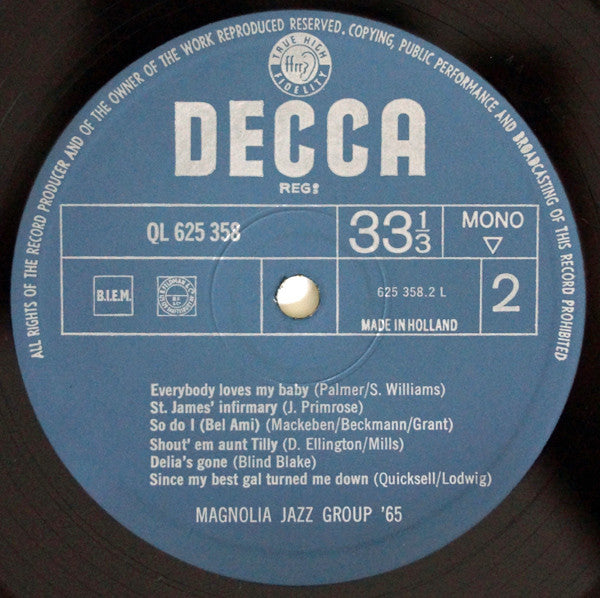 ALL RIGHTS OF THE RECORD PRODUCER AND OF THE OWNER OF THE WORK REPRODUCED RESERVED. COPYING, PUBLIC PERFORMANCE AND BROADCASTING OF THIS RECORD PROHIBITED
TRUE HIGH
ffrr
FIDELITY
DECCA
REG!
QL 625 358
33 1/3
MONO
▽
B.I.E.M.
625 358.2 L
2
MADE IN HOLLAND
Everybody loves my baby (Palmer/S. Williams)
St. James' infirmary (J. Primrose)
So do I (Bel Ami) (Mackeben/Beckmann/Grant)
Shout' em aunt Tilly (D. Ellington/Mills)
Delia's gone (Blind Blake)
Since my best gal turned me down (Quicksell/Lodwig)
MAGNOLIA JAZZ GROUP '65